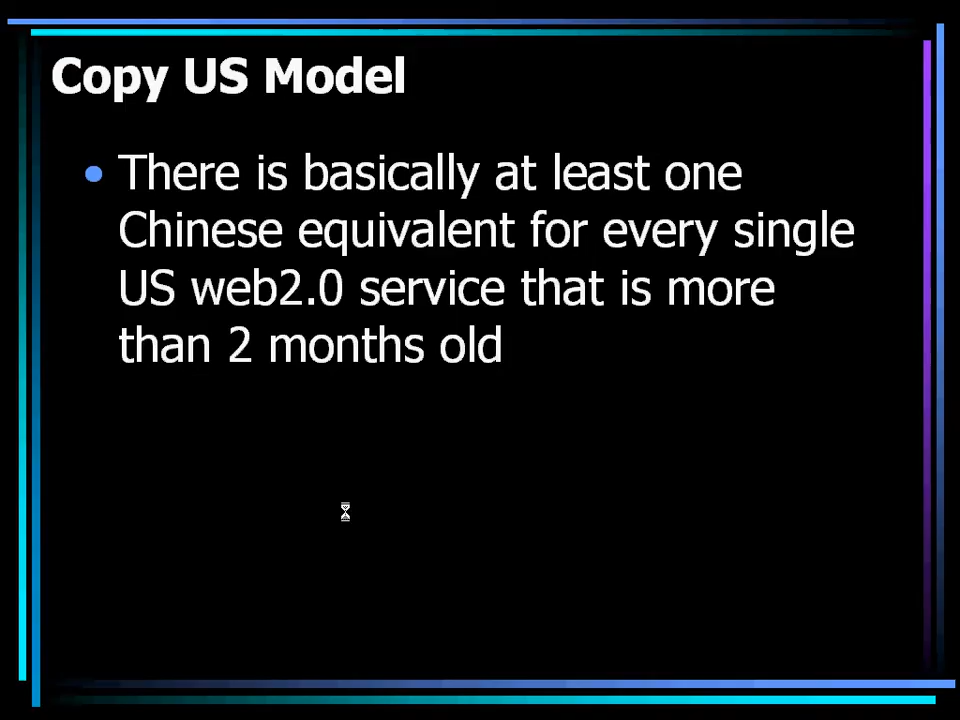 Copy US Model
• There is basically at least one
Chinese equivalent for every single
US web2.0 service that is more
than 2 months old